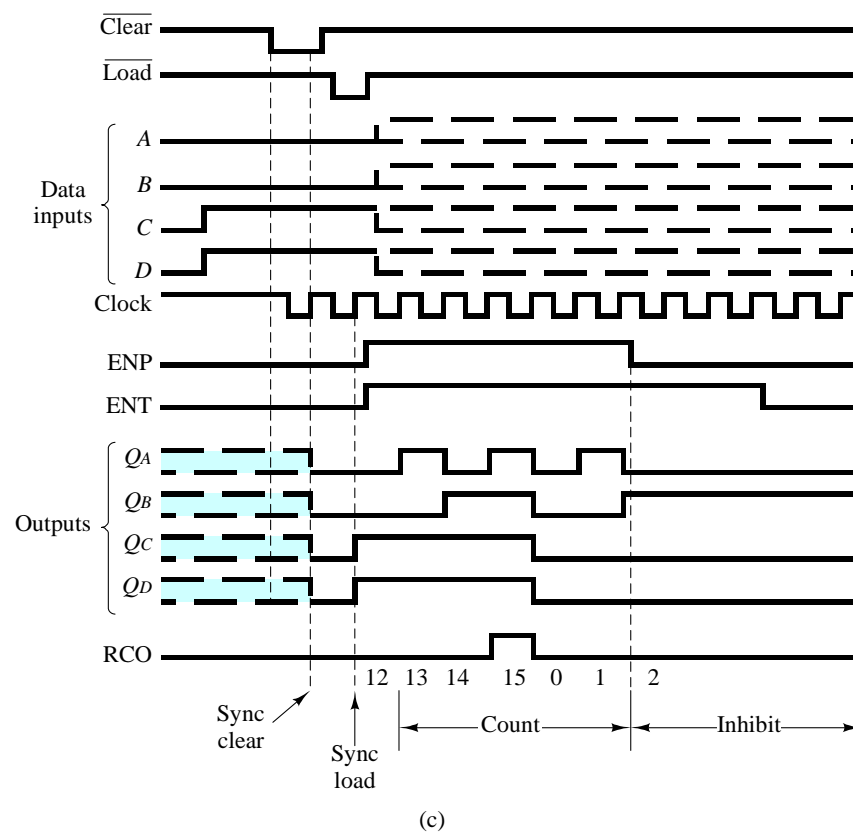 Clear
Load
A
B
Data
inputs
C
D
Clock
ENP
ENT
QA
QB
Outputs
QC
QD
RCO
12 13 14 15 0 1 2
Sync
clear
Sync
load
Count
Inhibit
(c)